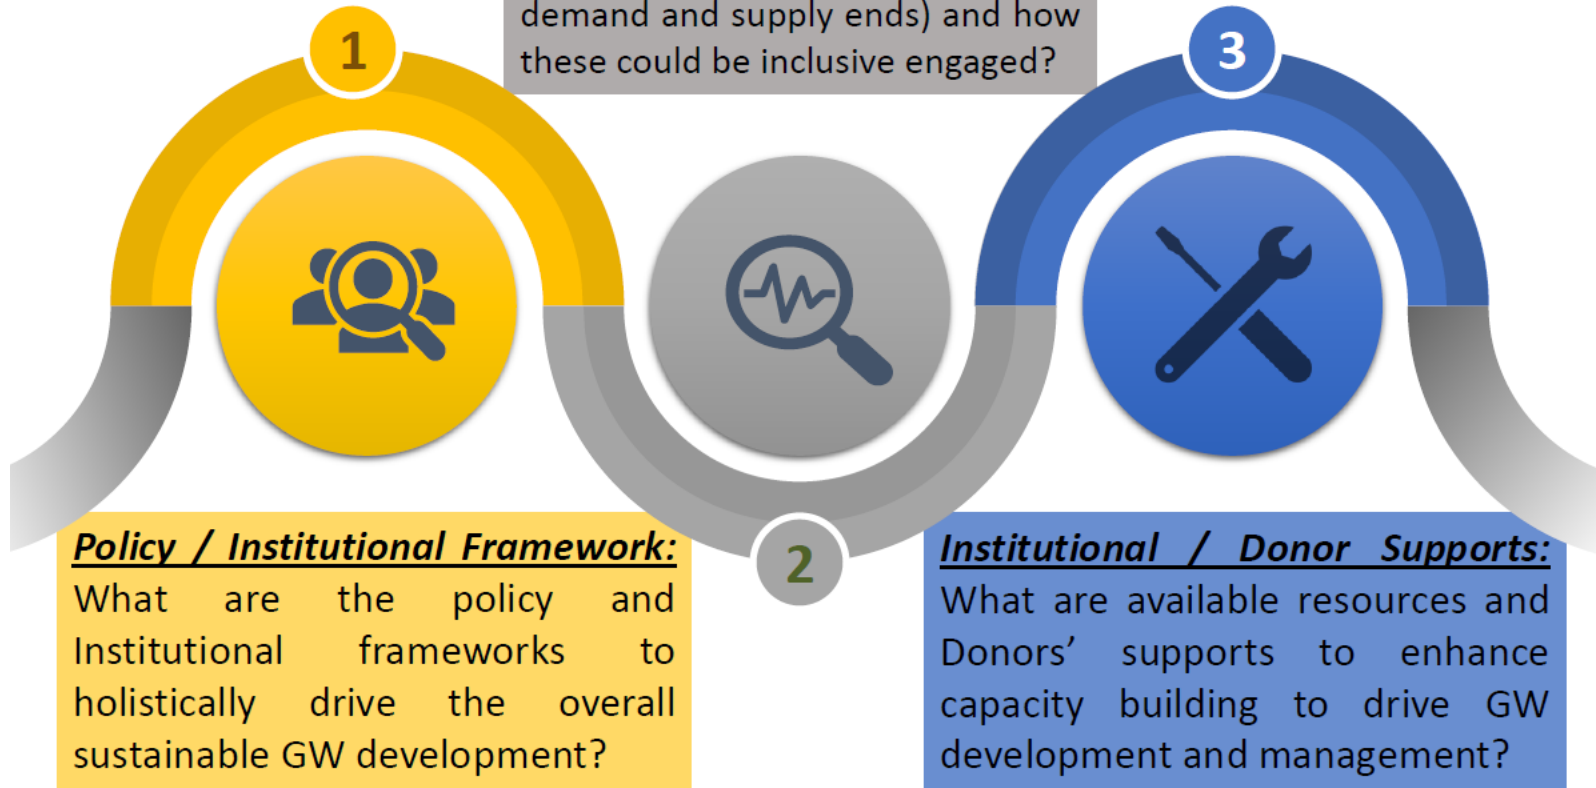 demand and supply ends) and how
these could be inclusive engaged?
1
3
2
Policy / Institutional Framework:
What are the policy and
Institutional frameworks to
holistically drive the overall
sustainable GW development?
Institutional / Donor Supports:
What are available resources and
Donors’ supports to enhance
capacity building to drive GW
development and management?